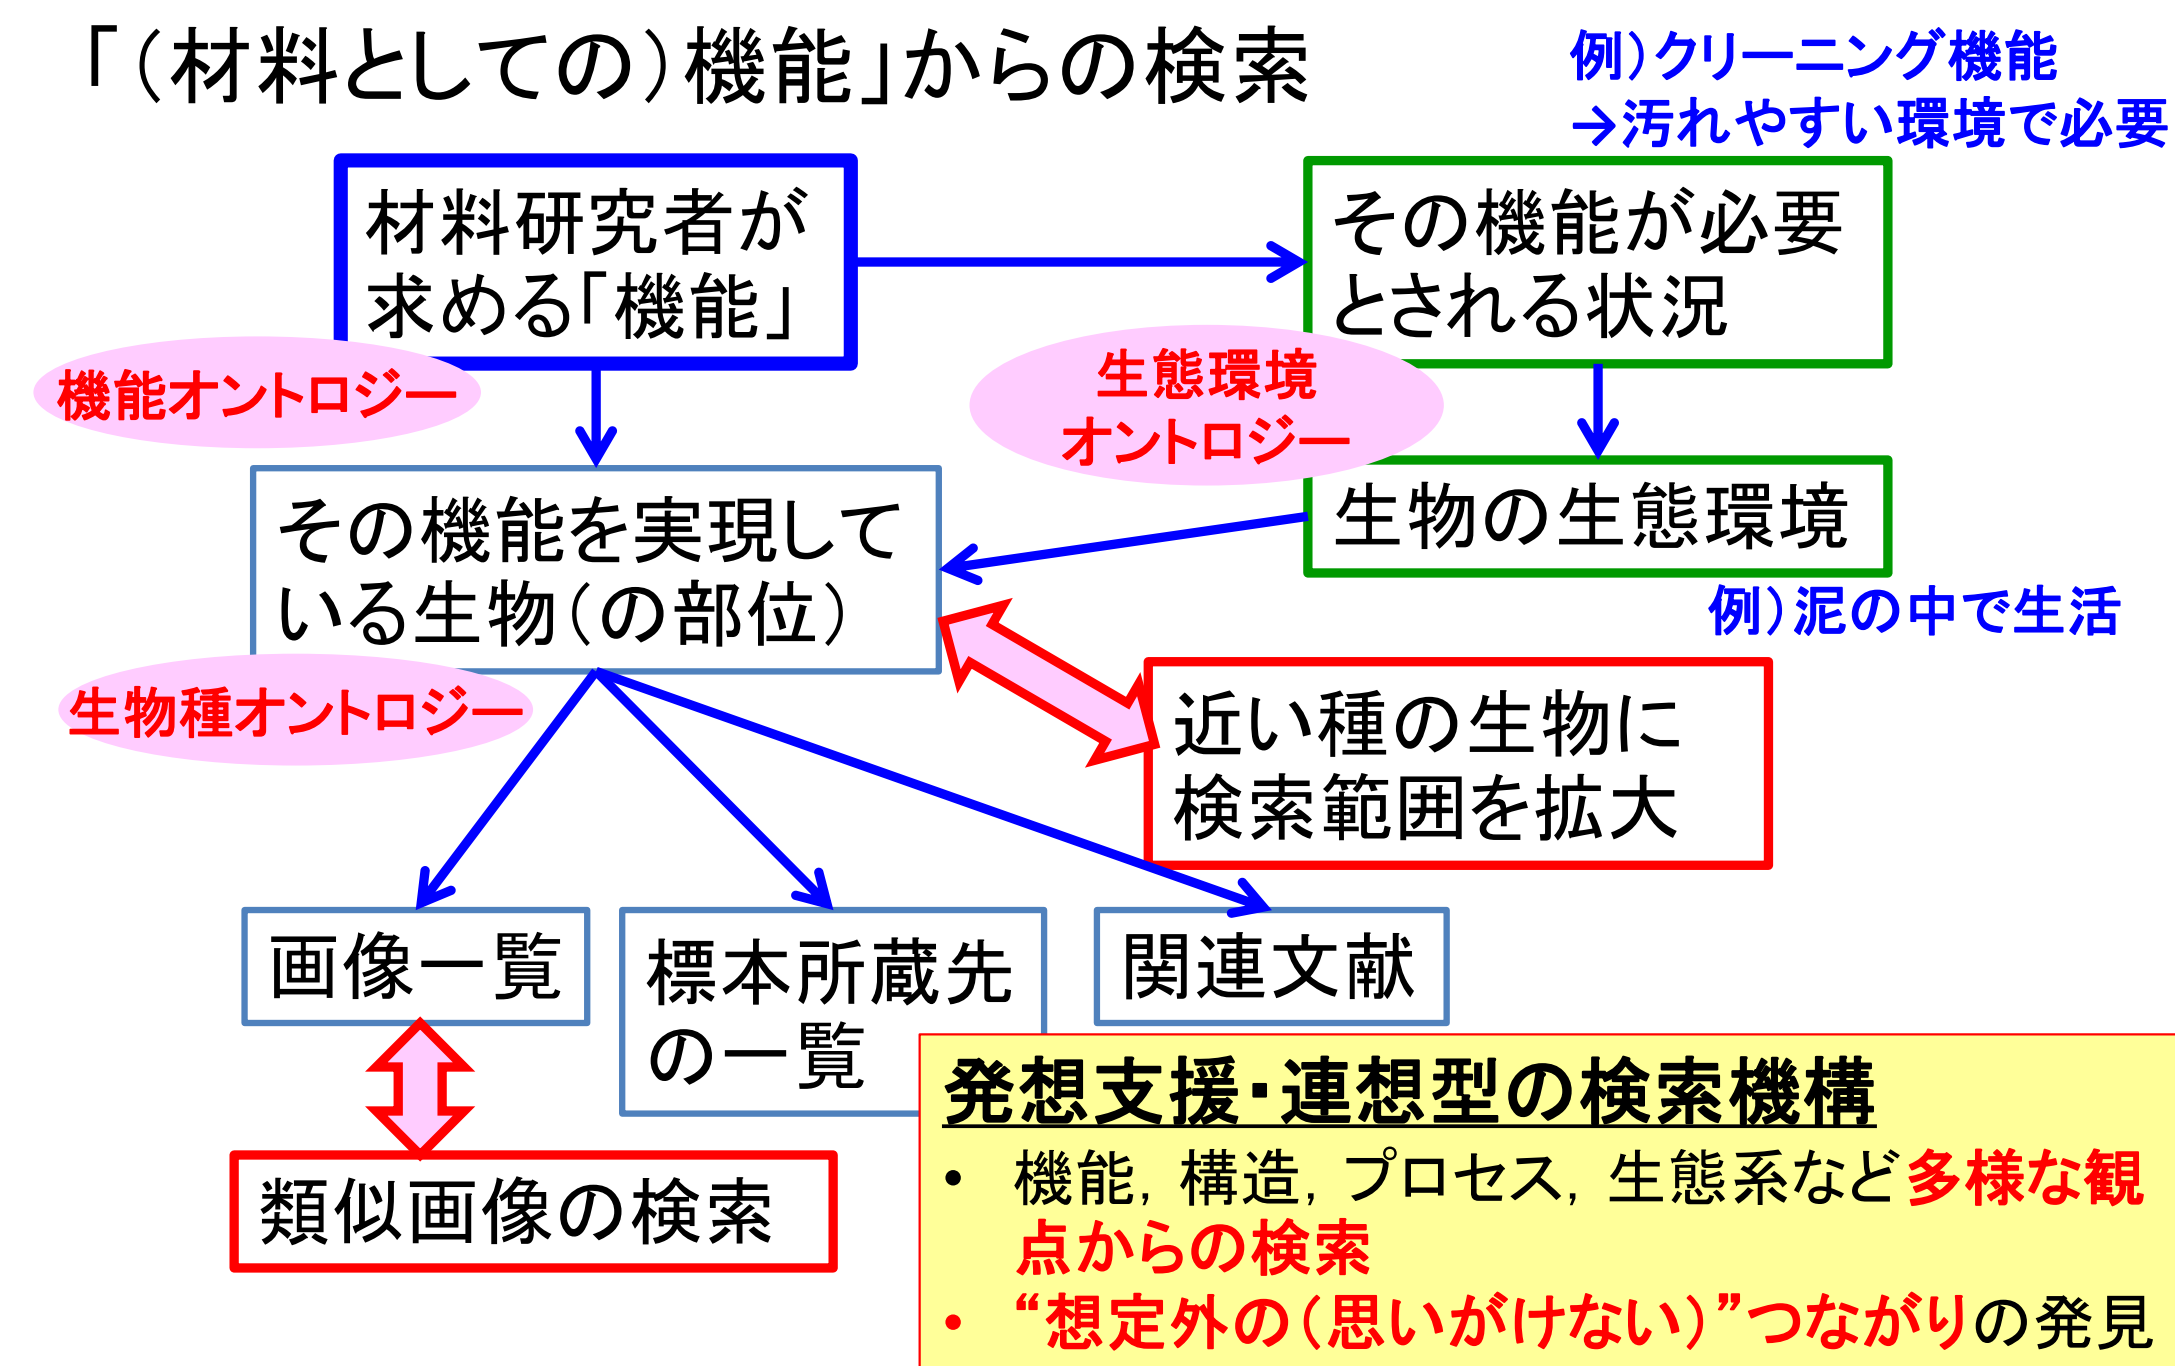 「（材料としての）機能」からの検索
例）クリーニング機能
→汚れやすい環境で必要
材料研究者が
求める「機能」
その機能が必要
とされる状況
機能オントロジー
生態環境
オントロジー
その機能を実現して
いる生物（の部位）
生物の生態環境
例）泥の中で生活
生物種オントロジー
近い種の生物に
検索範囲を拡大
画像一覧
標本所蔵先
の一覧
関連文献
類似画像の検索
発想支援・連想型の検索機構
• 機能，構造，プロセス，生態系など多様な観
点からの検索
• “想定外の（思いがけない）”つながりの発見